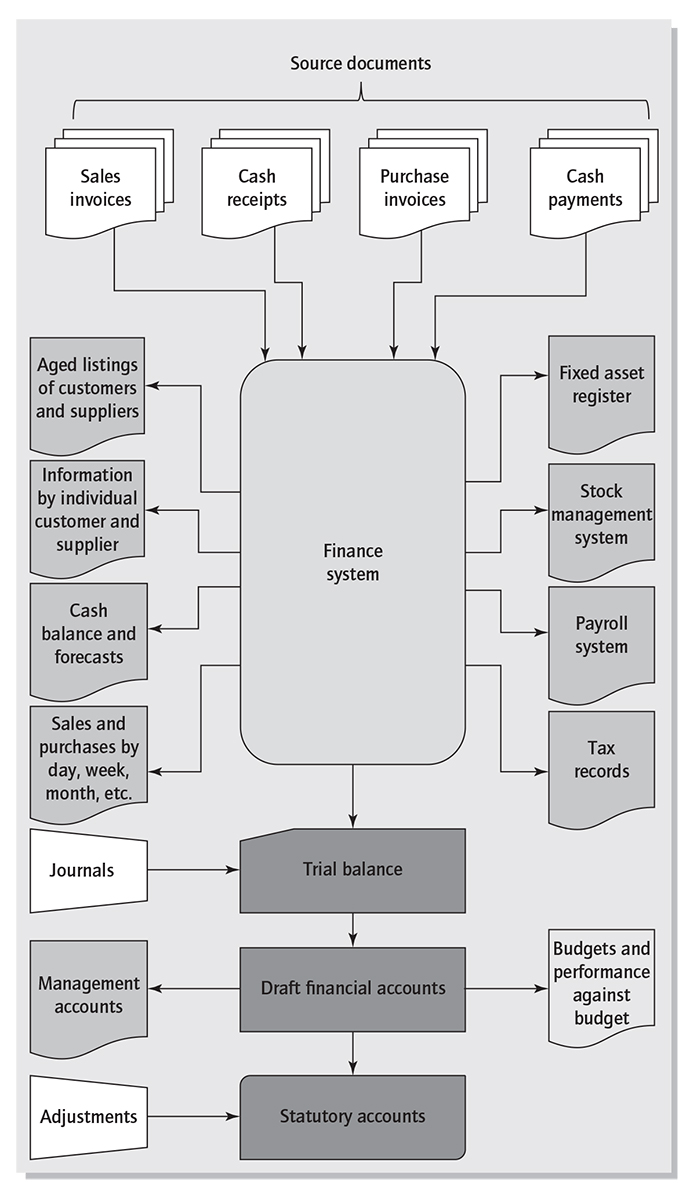 Source documents
Sales
invoices
Cash
receipts
Purchase
invoices
Cash
payments
Aged listings
of customers
and suppliers
Information
by individual
customer and
supplier
Cash
balance and
forecasts
Sales and
purchases by
day, week,
month, etc.
Finance
system
Fixed asset
register
Stock
management
system
Payroll
system
Tax
records
Journals
Trial balance
Management
accounts
Draft financial accounts
Budgets and
performance
against
budget
Adjustments
Statutory accounts